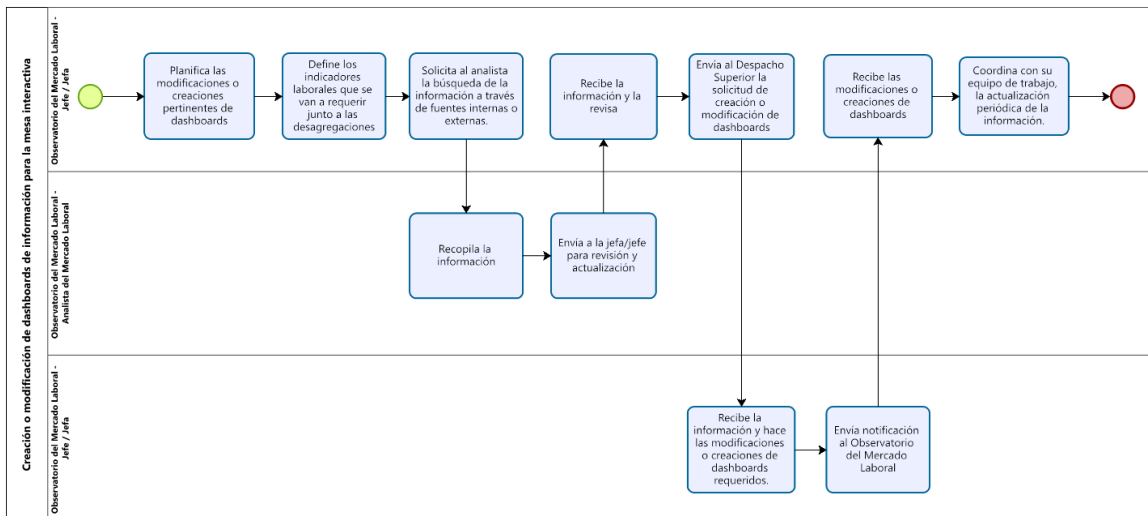 Creación o modificación de dashboards de información para la mesa interactiva
Observatorio del Mercado Laboral -
Jefe / Jefa
Planifica las
modificaciones o
creaciones
pertinentes de
dashboards
Define los
indicadores
laborales que se
van a requerir
junto a las
desagregaciones
Solicita al analista
la búsqueda de la
información a través
de fuentes internas o
externas.
Recibe la
información y la
revisa
Envía al Despacho
Superior la
solicitud de
creación o
modificación de
dashboards
Recibe las
modificaciones o
creaciones de
dashboards
Coordina con su
equipo de trabajo,
la actualización
periódica de la
información.
Observatorio del Mercado Laboral -
Analista del Mercado Laboral
Recopila la
información
Envía a la jefa/jefe
para revisión y
actualización
Observatorio del Mercado Laboral -
Jefe / Jefa
Recibe la
información y hace
las modificaciones
o creaciones de
dashboards
requeridos.
Envia notificación
al Observatorio
del Mercado
Laboral